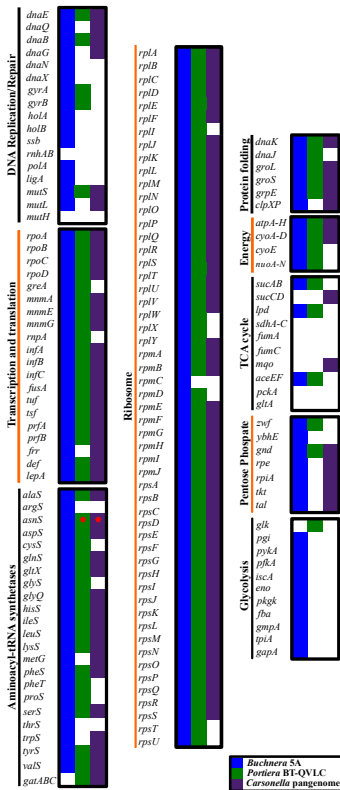 DNA Replication/Repair
dnaE
dnaQ
dnaB
dnaG
dnaN
dnaX
gyrA
gyrB
holA
holB
ssb
rnhAB
polA
ligA
mutS
mutL
mutH
Transcription and translation
rpoA
rpoB
rpoC
rpoD
greA
mnmA
mnmE
mnmG
rnpA
infA
infB
infC
fusA
tuf
tsf
prfA
prfB
frr
def
lepA
Aminoacyl-tRNA synthetases
alaS
argS
asnS
aspS
cysS
glnS
gltX
glyS
glyQ
hisS
ileS
leuS
lysS
metG
pheS
pheT
proS
serS
thrS
trpS
tyrS
valS
gatABC
Ribosome
rplA
rplB
rplC
rplD
rplE
rplF
rplI
rplJ
rplK
rplL
rplM
rplN
rplO
rplP
rplQ
rplR
rplS
rplT
rplU
rplV
rplW
rplX
rplY
rpmA
rpmB
rpmC
rpmD
rpmE
rpmF
rpmG
rpmH
rpmI
rpmJ
rpsA
rpsB
rpsC
rpsD
rpsE
rpsF
rpsG
rpsH
rpsI
rpsJ
rpsK
rpsL
rpsM
rpsN
rpsO
rpsP
rpsQ
rpsR
rpsS
rpsT
rpsU
Protein folding
dnaK
dnaJ
groL
groS
grpE
clpXP
Energy
atpA-H
cyoA-D
cyoE
nuoA-N
TCA cycle
sucAB
sucCD
lpd
sdhA-C
fumA
fumC
mqo
aceEF
pckA
gltA
Pentose Phospate
zwf
ybhE
gnd
rpe
rpiA
tkt
tal
Glycolysis
glk
pgi
pykA
pfkA
iscA
eno
pkgk
fba
gmpA
tpiA
gapA
Buchnera 5A
Portiera BT-QVLC
Carsonella pangenome